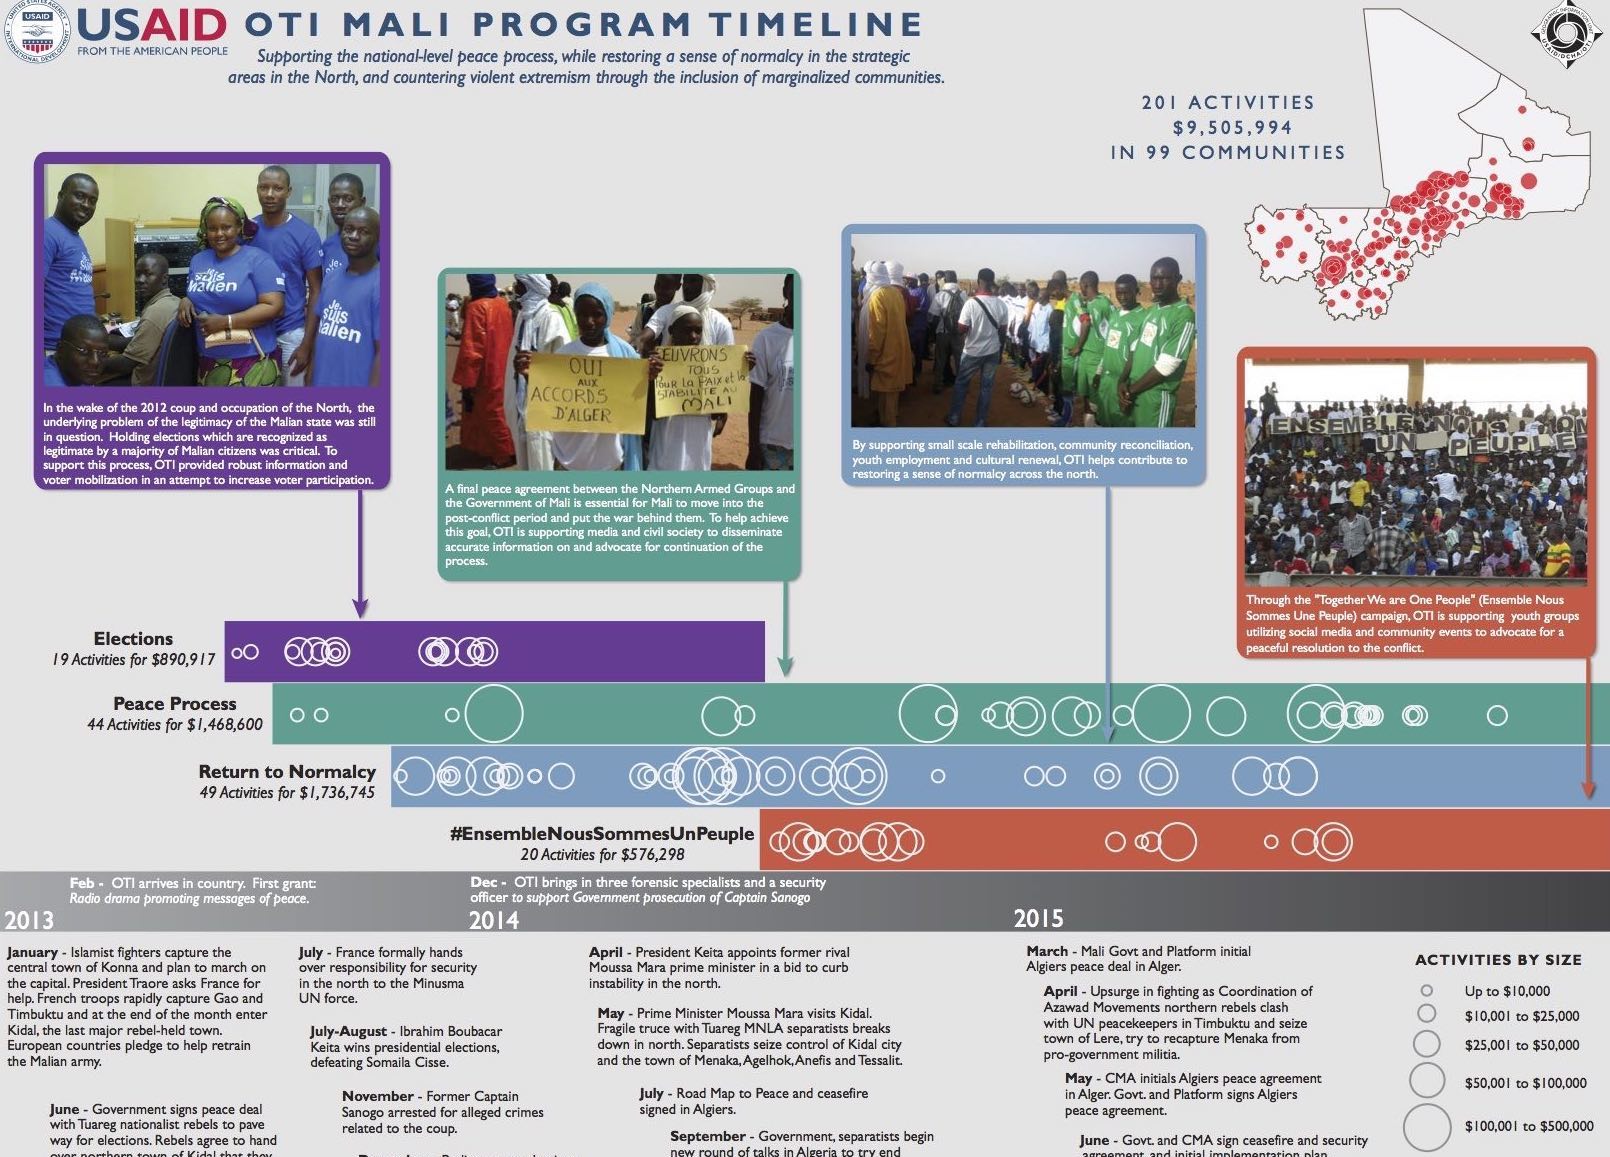 USAID
FROM THE AMERICAN PEOPLE
OTI MALI PROGRAM TIMELINE
Supporting the national-level peace process, while restoring a sense of normalcy in the strategic
areas in the North, and countering violent extremism through the inclusion of marginalized communities.
201 ACTIVITIES
$9,505,994
IN 99 COMMUNITIES
Je suis Malien
Je suis Malien
In the wake of the 2012 coup and occupation of the North, the
underlying problem of the legitimacy of the Malian state was still
in question. Holding elections which are recognized as
legitimate by a majority of Malian citizens was critical. To
support this process, OTI provided robust information and
voter mobilization in an attempt to increase voter participation.
OUI
AUX
ACCORDS
D'ALGER
ŒUVRONS
TOUS
POUR LA PAIX et la
STABILITE AU
MALI
A final peace agreement between the Northern Armed Groups and
the Government of Mali is essential for Mali to move into the
post-conflict period and put the war behind them. To help achieve
this goal, OTI is supporting media and civil society to disseminate
accurate information on and advocate for continuation of the
process.
By supporting small scale rehabilitation, community reconciliation,
youth employment and cultural renewal, OTI helps contribute to
restoring a sense of normalcy across the north.
ENSEMBLE NOUS SOM
UN PEUPLE
Through the "Together We are One People" (Ensemble Nous
Sommes Une Peuple) campaign, OTI is supporting youth groups
utilizing social media and community events to advocate for a
peaceful resolution to the conflict.
Elections
19 Activities for $890,917
Peace Process
44 Activities for $1,468,600
Return to Normalcy
49 Activities for $1,736,745
#EnsembleNousSommesUnPeuple
20 Activities for $576,298
Feb - OTI arrives in country. First grant:
Radio drama promoting messages of peace.
Dec - OTI brings in three forensic specialists and a security
officer to support Government prosecution of Captain Sanogo
2013
2014
2015
January - Islamist fighters capture the
central town of Konna and plan to march on
the capital. President Traore asks France for
help. French troops rapidly capture Gao and
Timbuktu and at the end of the month enter
Kidal, the last major rebel-held town.
European countries pledge to help retrain
the Malian army.
June - Government signs peace deal
with Tuareg nationalist rebels to pave
way for elections. Rebels agree to hand
over northern town of Kidal that they
July - France formally hands
over responsibility for security
in the north to the Minusma
UN force.
July-August - Ibrahim Boubacar
Keita wins presidential elections,
defeating Somaila Cisse.
November - Former Captain
Sanogo arrested for alleged crimes
related to the coup.
April - President Keita appoints former rival
Moussa Mara prime minister in a bid to curb
instability in the north.
May - Prime Minister Moussa Mara visits Kidal.
Fragile truce with Tuareg MNLA separatists breaks
down in north. Separatists seize control of Kidal city
and the town of Menaka, Agelhok, Anefis and Tessalit.
July - Road Map to Peace and ceasefire
signed in Algiers.
September - Government, separatists begin
new round of talks in Algeria to try end
March - Mali Govt and Platform initial
Algiers peace deal in Alger.
April - Upsurge in fighting as Coordination of
Azawad Movements northern rebels clash
with UN peacekeepers in Timbuktu and seize
town of Lere, try to recapture Menaka from
pro-government militia.
May - CMA initials Algiers peace agreement
in Alger. Govt. and Platform signs Algiers
peace agreement.
June - Govt. and CMA sign ceasefire and security
agreement, and initial implementation plan
ACTIVITIES BY SIZE
Up to $10,000
$10,001 to $25,000
$25,001 to $50,000
$50,001 to $100,000
$100,001 to $500,000